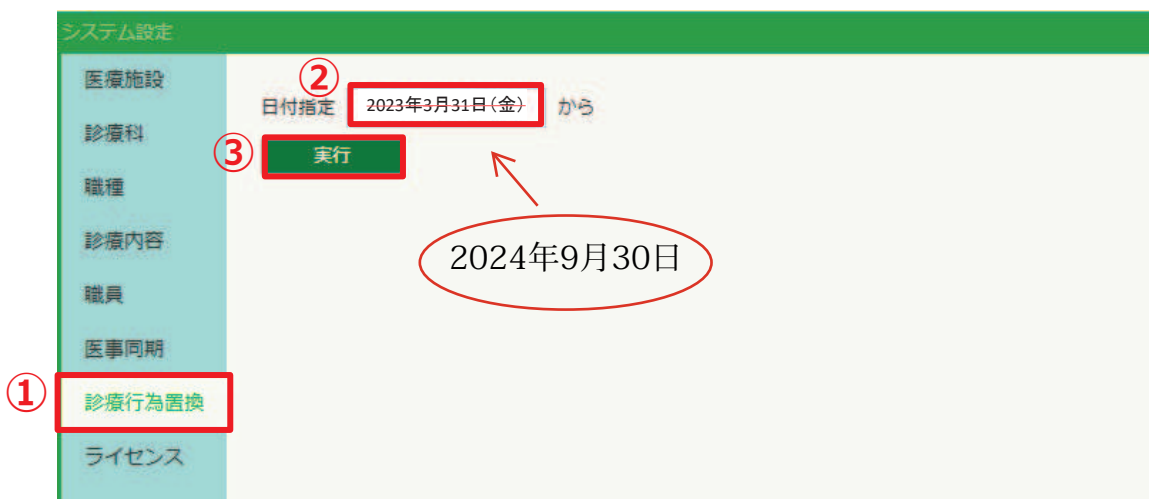 システム設定
医療施設
診療科
職種
診療内容
職員
医事同期
① 診療行為置換
ライセンス
②
日付指定 2023年3月31日(金) から
③ 実行
2024年9月30日